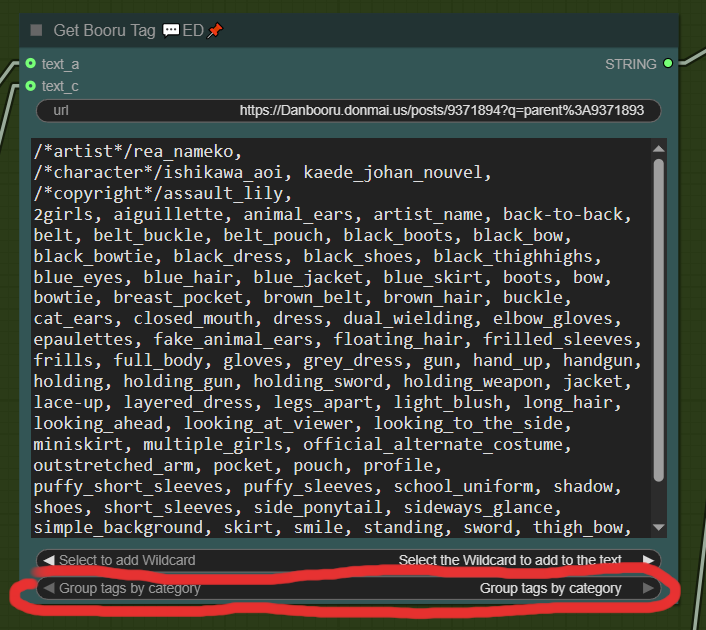 Get Booru Tag 💬ED📌
text_a
STRING
text_c
url
https://Danbooru.donmai.us/posts/9371894?q=parent%3A9371893
/*artist*/rea_nameko,
/*character*/ishikawa_aoi, kaede_johan_nouvel,
/*copyright*/assault_lily,
2girls, aiguillette, animal_ears, artist_name, back-to-back,
belt, belt_buckle, belt_pouch, black_boots, black_bow,
black_bowtie, black_dress, black_shoes, black_thighhighs,
blue_eyes, blue_hair, blue_jacket, blue_skirt, boots, bow,
bowtie, breast_pocket, brown_belt, brown_hair, buckle,
cat_ears, closed_mouth, dress, dual_wielding, elbow_gloves,
epaulettes, fake_animal_ears, floating_hair, frilled_sleeves,
frills, full_body, gloves, grey_dress, gun, hand_up, handgun,
holding, holding_gun, holding_sword, holding_weapon, jacket,
lace-up, layered_dress, legs_apart, light_blush, long_hair,
looking_ahead, looking_at_viewer, looking_to_the_side,
miniskirt, multiple_girls, official_alternate_costume,
outstretched_arm, pocket, pouch, profile,
puffy_short_sleeves, puffy_sleeves, school_uniform, shadow,
shoes, short_sleeves, side_ponytail, sideways_glance,
simple_background, skirt, smile, standing, sword, thigh_bow,
Select to add Wildcard
Select the Wildcard to add to the text
Group tags by category
Group tags by category